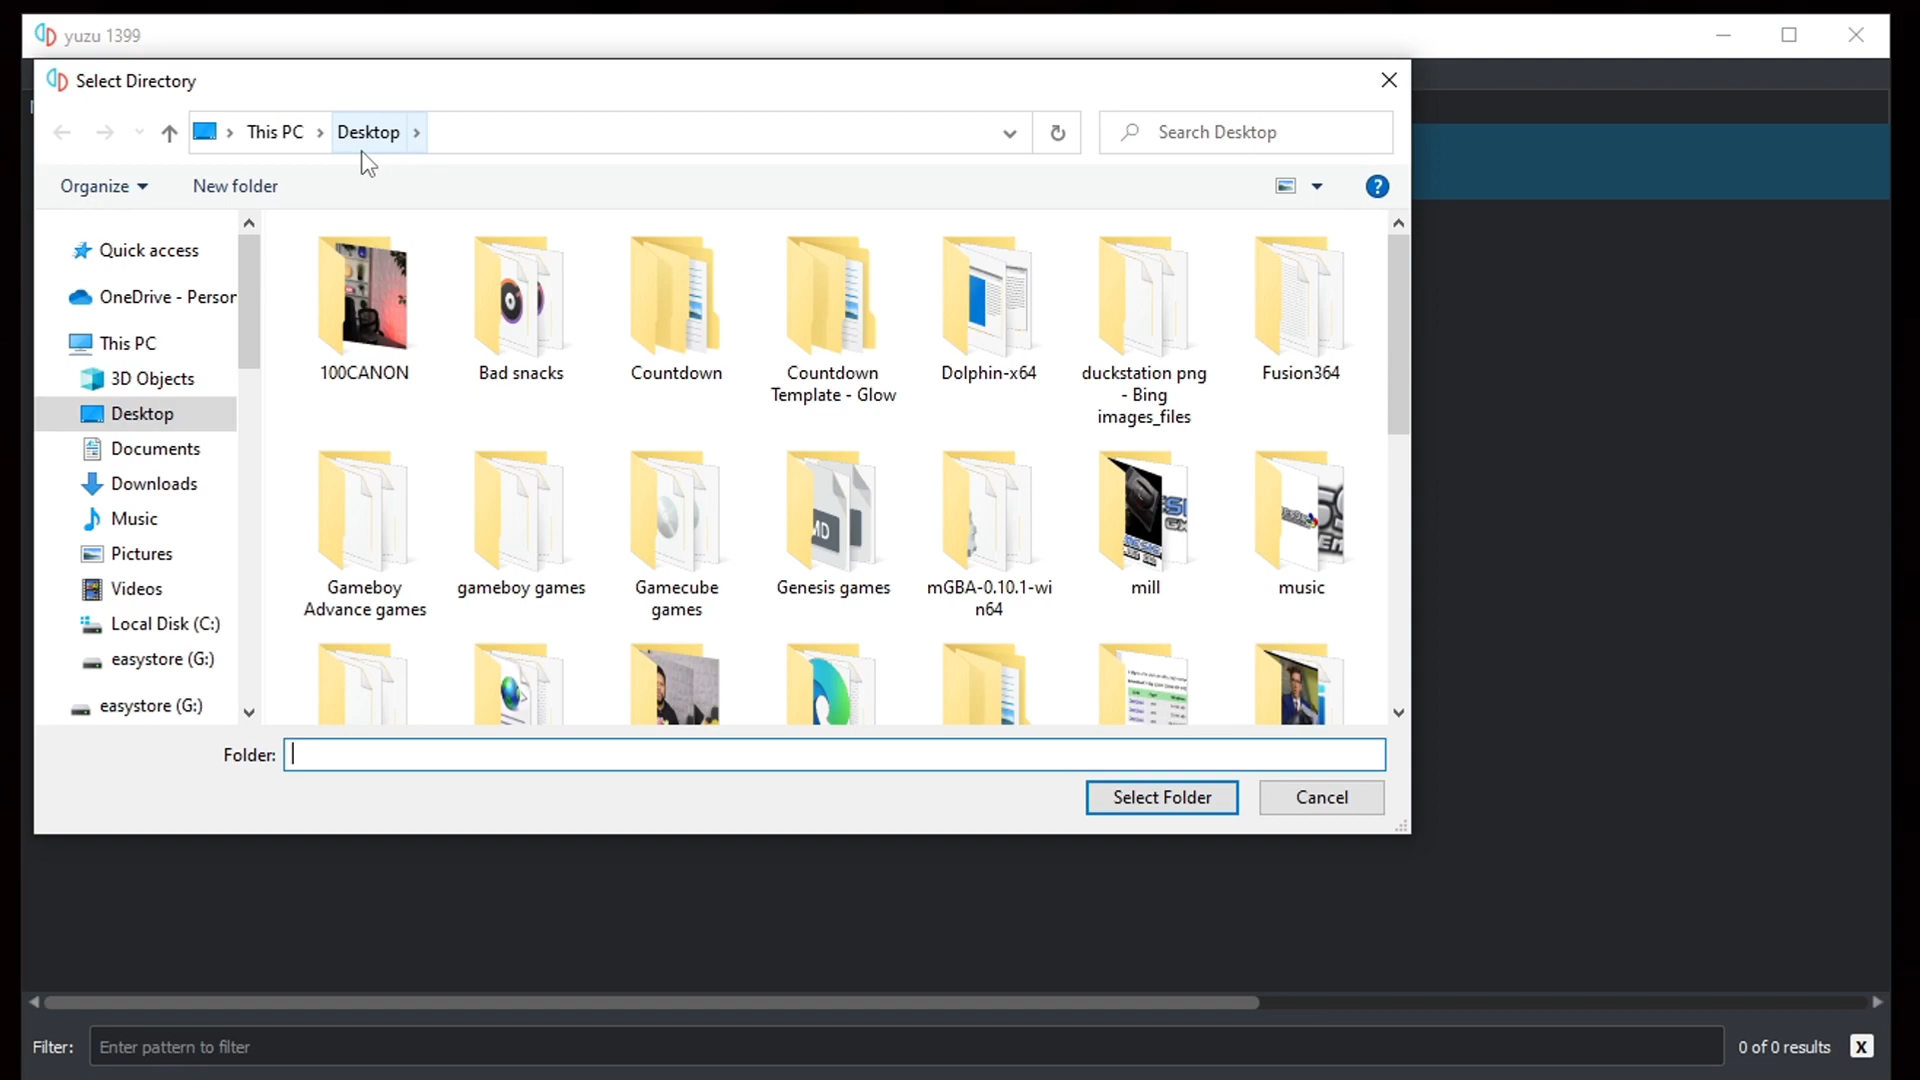 yuzu 1399
Select Directory
This PC
Desktop
Search Desktop
Organize
New folder
Quick access
OneDrive - Person
This PC
3D Objects
Desktop
Documents
Downloads
Music
Pictures
Videos
Local Disk (C:)
easystore (G:)
easystore (G:)
100CANON
Bad snacks
Countdown
Countdown
Template - Glow
Dolphin-x64
duckstation png
- Bing
images_files
Fusion364
Gameboy
Advance games
gameboy games
Gamecube
games
Genesis games
mGBA-0.10.1-wi
n64
mill
music
Folder:
Select Folder
Cancel
Filter:
Enter pattern to filter
0 of 0 results
X